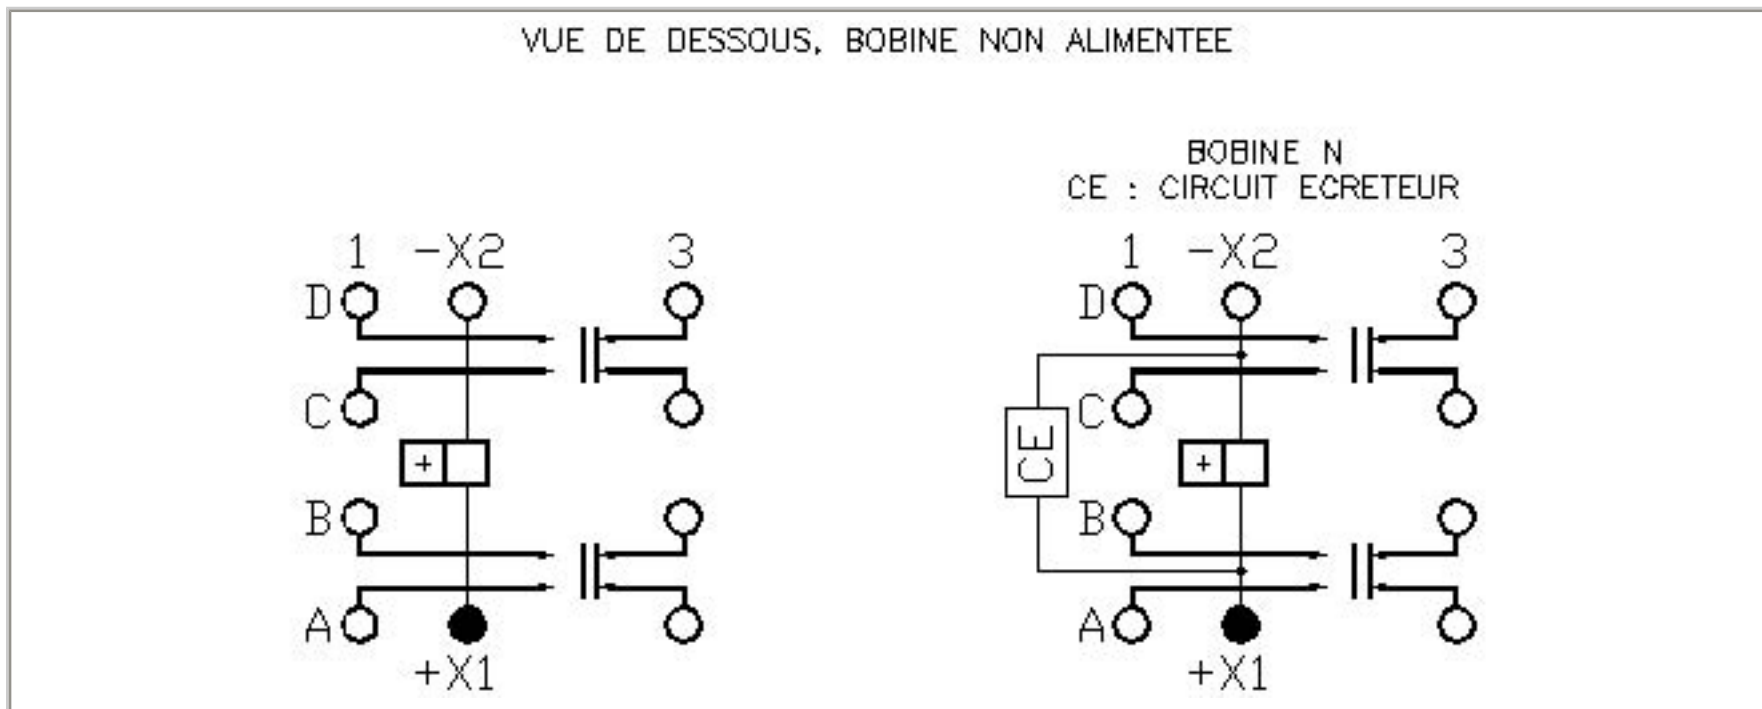 VUE DE DESSOUS, BOBINE NON ALIMENTEE
BOBINE N
CE : CIRCUIT ECRETEUR
1 -X2 3
D
C
+
B
A
+X1
1 -X2 3
D
C
CE
+
B
A
+X1